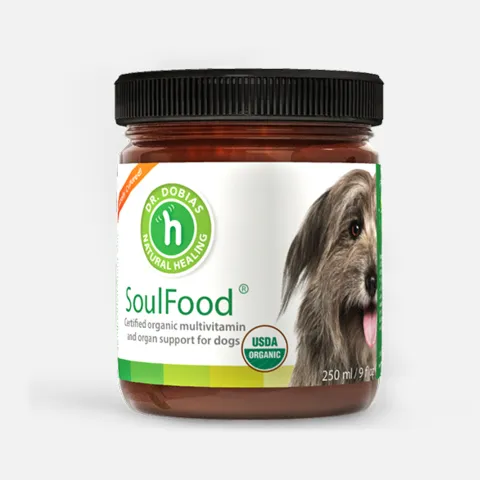 DR. DOBIAS
h
NATURAL HEALING
SoulFood®
Certified organic multivitamin
and organ support for dogs
USDA
ORGANIC
250 ml / 9 fl